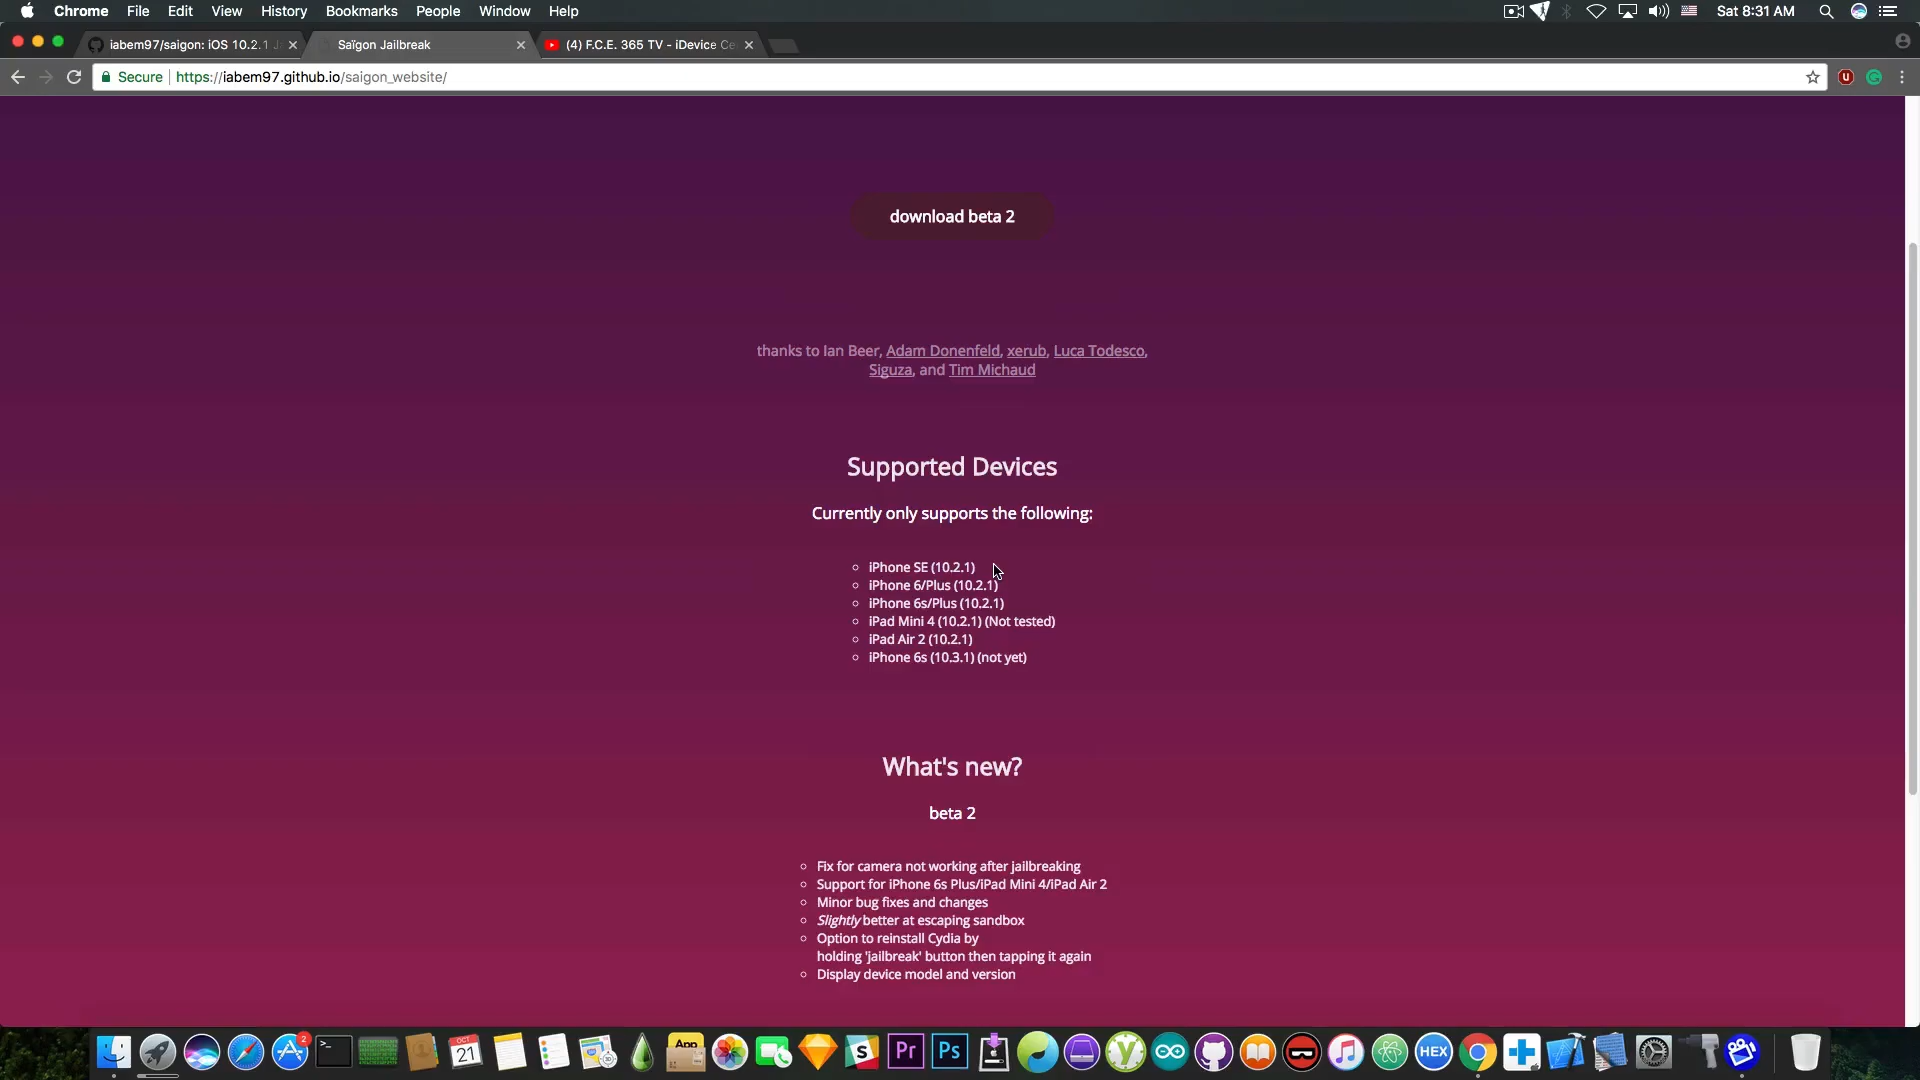 Chrome File Edit View History Bookmarks People Window Help
Sat 8:31 AM
iabem97/saigon: iOS 10.2.1
Saïgon Jailbreak
(4) F.C.E. 365 TV - iDevice Ce
Secure https://iabem97.github.io/saigon_website/
download beta 2
thanks to Ian Beer, Adam Donenfeld, xerub, Luca Todesco,
Siguza, and Tim Michaud
Supported Devices
Currently only supports the following:
iPhone SE (10.2.1)
iPhone 6/Plus (10.2.1)
iPhone 6s/Plus (10.2.1)
iPad Mini 4 (10.2.1) (Not tested)
iPad Air 2 (10.2.1)
iPhone 6s (10.3.1) (not yet)
What's new?
beta 2
Fix for camera not working after jailbreaking
Support for iPhone 6s Plus/iPad Mini 4/iPad Air 2
Minor bug fixes and changes
Slightly better at escaping sandbox
Option to reinstall Cydia by
holding 'jailbreak' button then tapping it again
Display device model and version
2
OCT
21
App
S
Pr
Ps
HEX